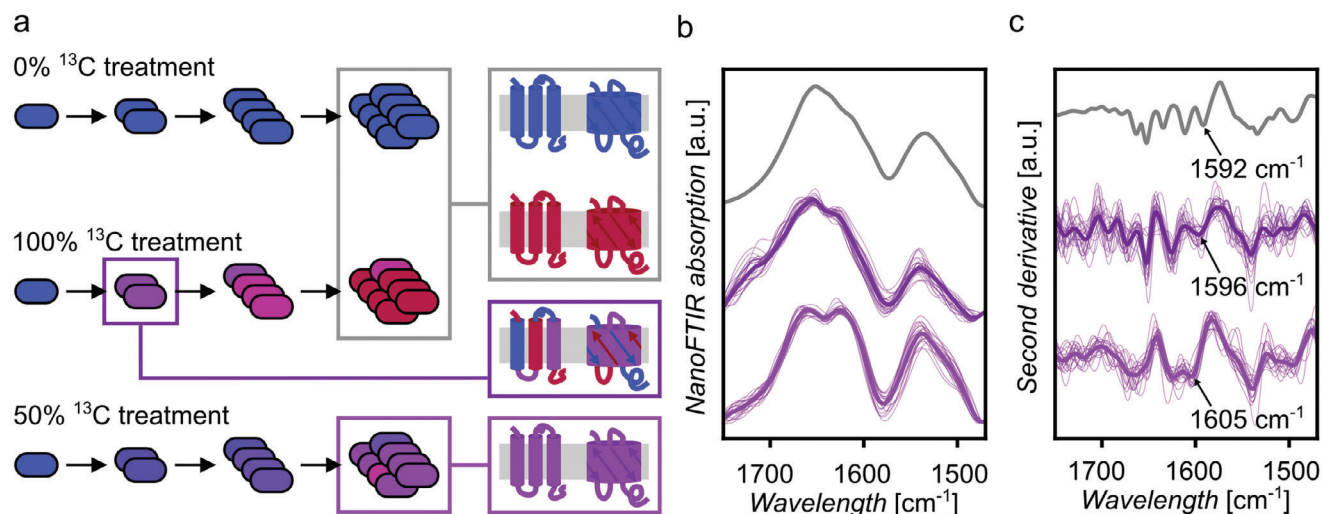 a
0% ¹³C treatment
100% ¹³C treatment
50% ¹³C treatment
b
NanoFTIR absorption [a.u.]
1700 1600 1500
Wavelength [cm⁻¹]
c
Second derivative [a.u.]
1592 cm⁻¹
1596 cm⁻¹
1605 cm⁻¹
1700 1600 1500
Wavelength [cm⁻¹]